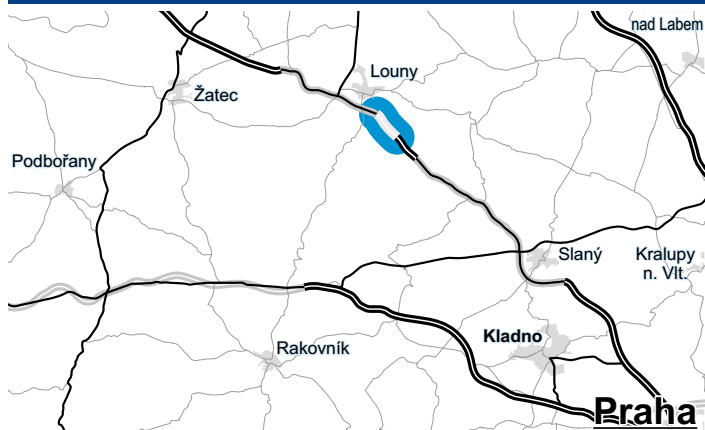 nad Labem
Louny
Žatec
Podbořany
Slaný
Kralupy
n. Vlt.
Kladno
Rakovník
Praha